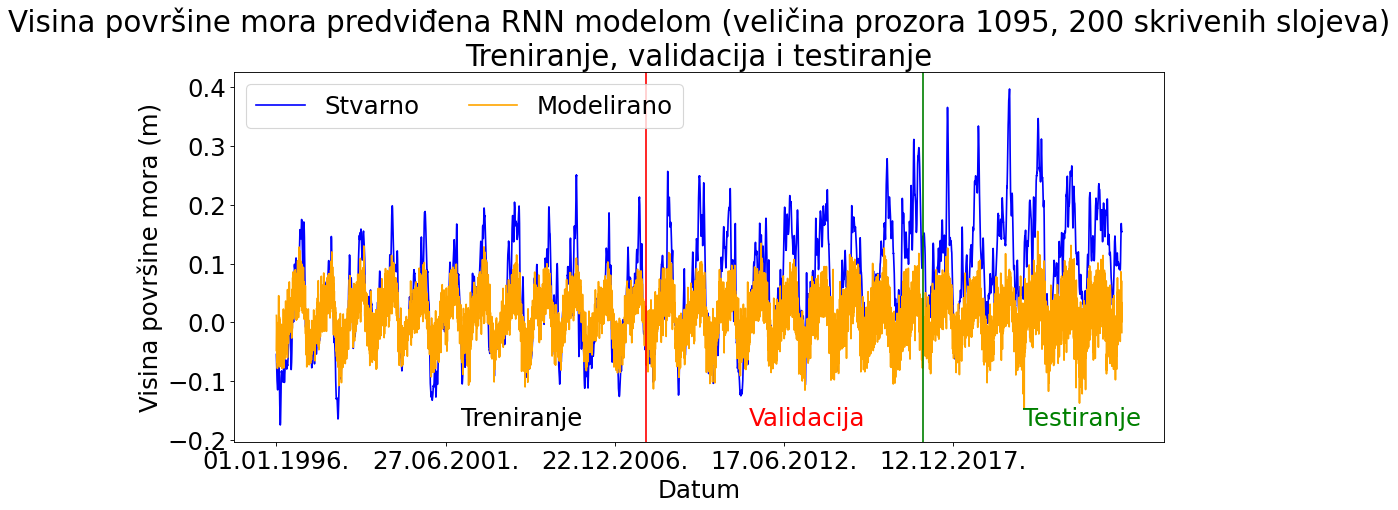 Visina površine mora predviđena RNN modelom (veličina prozora 1095, 200 skrivenih slojeva)
Treniranje, validacija i testiranje
Stvarno
Modelirano
Visina površine mora (m)
0.4
0.3
0.2
0.1
0.0
−0.1
−0.2
Treniranje
Validacija
Testiranje
01.01.1996.
27.06.2001.
22.12.2006.
17.06.2012.
12.12.2017.
Datum